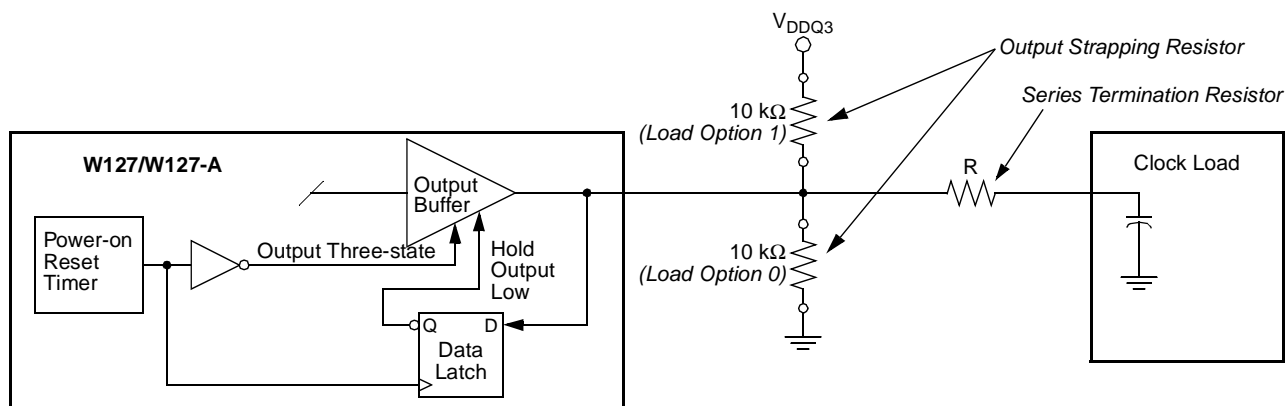 VDDQ3
Output Strapping Resistor
Series Termination Resistor
10 kΩ
(Load Option 1)
W127/W127-A
Clock Load
Output
Buffer
R
Power-on
Reset
Timer
Output Three-state
Hold
Output
Low
10 kΩ
(Load Option 0)
Q D
Data
Latch